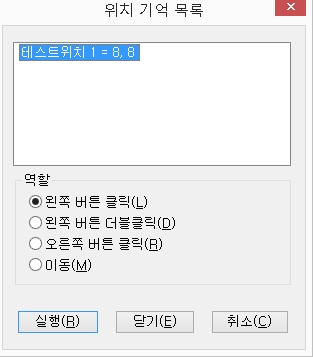 위치 기억 목록
테스트위치 1 = 8, 8
역할
왼쪽 버튼 클릭(L)
왼쪽 버튼 더블클릭(D)
오른쪽 버튼 클릭(R)
이동(M)
실행(R) 닫기(E) 취소(C)